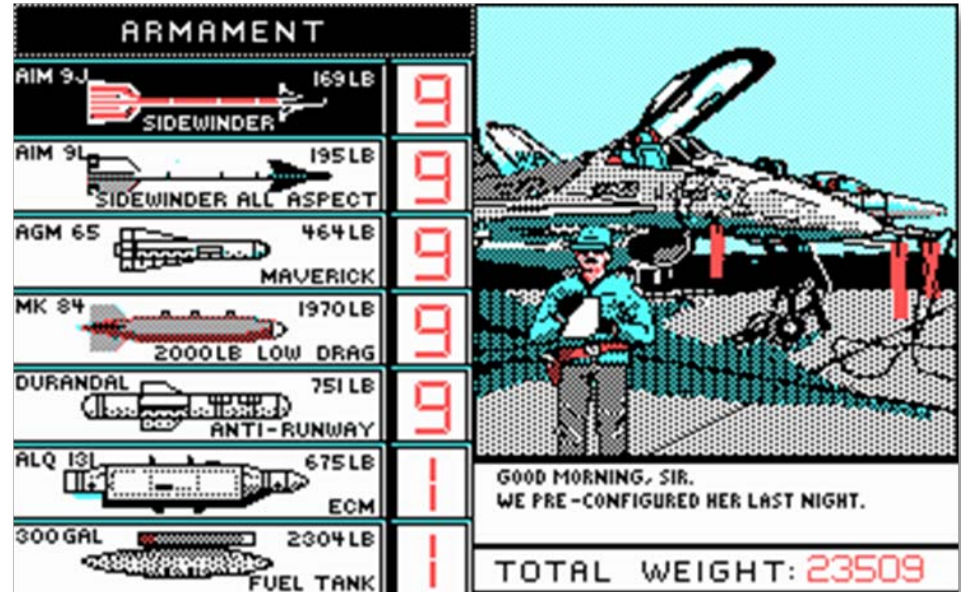 ARMAMENT
AIM 9J 169 LB
SIDEWINDER
9
AIM 9L 195 LB
SIDEWINDER ALL ASPECT
9
AGM 65 464 LB
MAVERICK
9
MK 84 1970 LB
2000 LB LOW DRAG
9
DURANDAL 751 LB
ANTI-RUNWAY
9
ALQ 131 675 LB
ECM
1
300 GAL 2304 LB
FUEL TANK
1
WP
GOOD MORNING, SIR.
WE PRE-CONFIGURED HER LAST NIGHT.
TOTAL WEIGHT: 23509